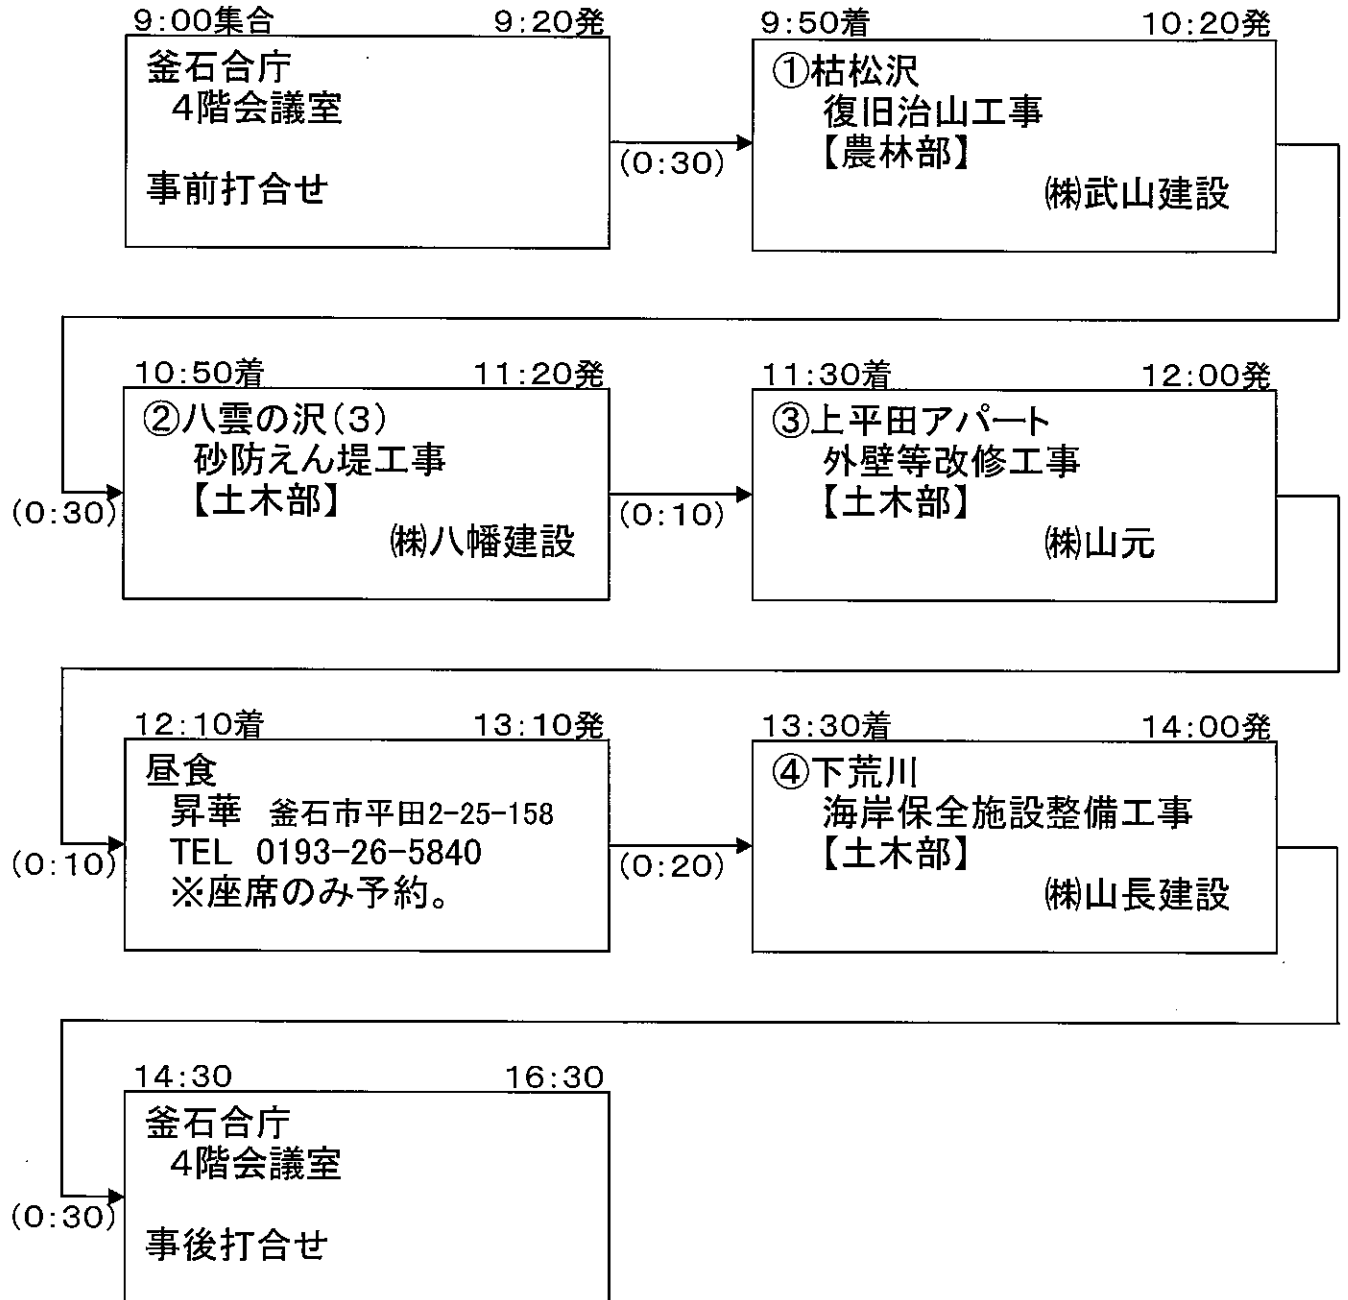 9:00集合 9:20発
釜石合庁
4階会議室
事前打合せ
(0:30)
9:50着 10:20発
①枯松沢
復旧治山工事
【農林部】
㈱武山建設
(0:30)
10:50着 11:20発
②八雲の沢(3)
砂防えん堤工事
【土木部】
㈱八幡建設
(0:10)
11:30着 12:00発
③上平田アパート
外壁等改修工事
【土木部】
㈱山元
(0:10)
12:10着 13:10発
昼食
昇華 釜石市平田2-25-158
TEL 0193-26-5840
※座席のみ予約。
(0:20)
13:30着 14:00発
④下荒川
海岸保全施設整備工事
【土木部】
㈱山長建設
(0:30)
14:30 16:30
釜石合庁
4階会議室
事後打合せ